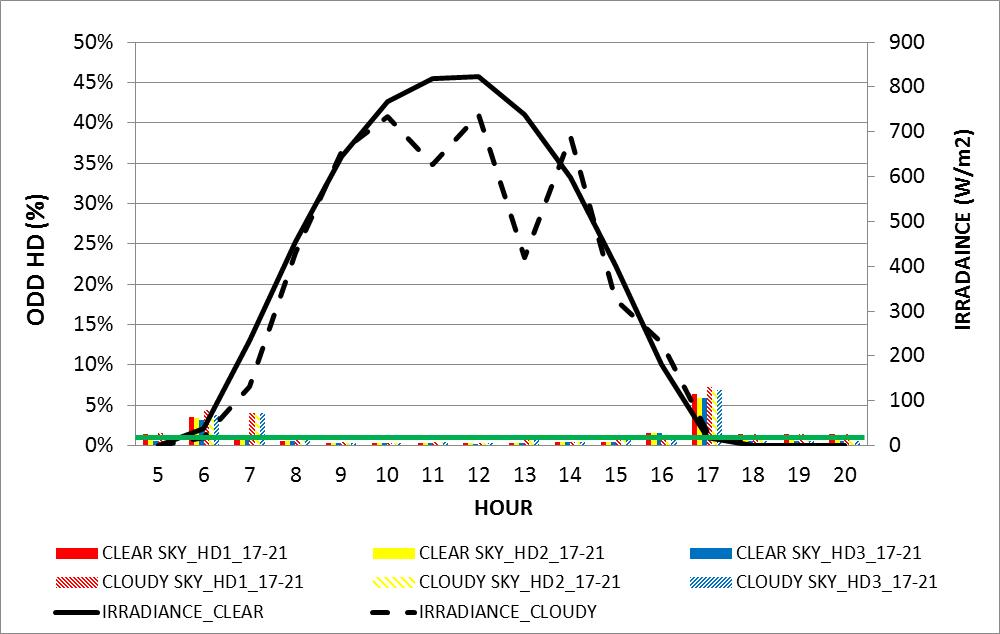 50% 900
45% 800
40% 700
35% 600
30% 500
25% 400
20% 300
15% 200
10% 100
5% 0
0%
ODD HD (%)
IRRADAINCE (W/m2)
5 6 7 8 9 10 11 12 13 14 15 16 17 18 19 20
HOUR
CLEAR SKY_HD1_17-21 CLEAR SKY_HD2_17-21 CLEAR SKY_HD3_17-21
CLOUDY SKY_HD1_17-21 CLOUDY SKY_HD2_17-21 CLOUDY SKY_HD3_17-21
IRRADIANCE_CLEAR IRRADIANCE_CLOUDY